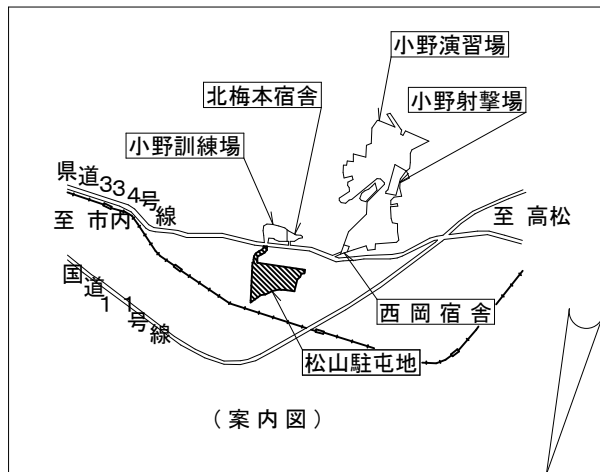 小野演習場
北梅本宿舎
小野射撃場
小野訓練場
県道334号線
至 市内
至 高松
国道11号線
西岡宿舎
松山駐屯地
(案内図)